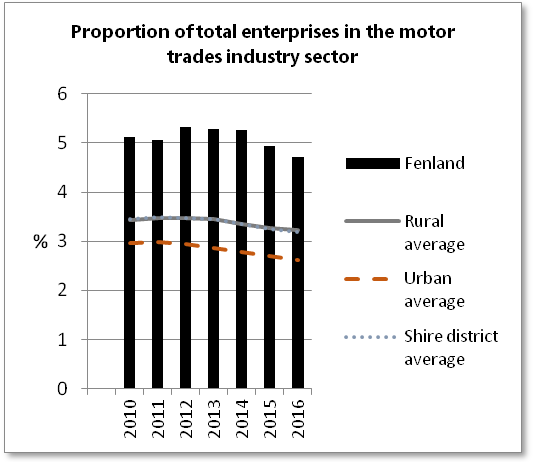 Proportion of total enterprises in the motor
trades industry sector
6
5
4
3
2
1
0
%
2010
2011
2012
2013
2014
2015
2016
Fenland
Rural
average
Urban
average
Shire district
average